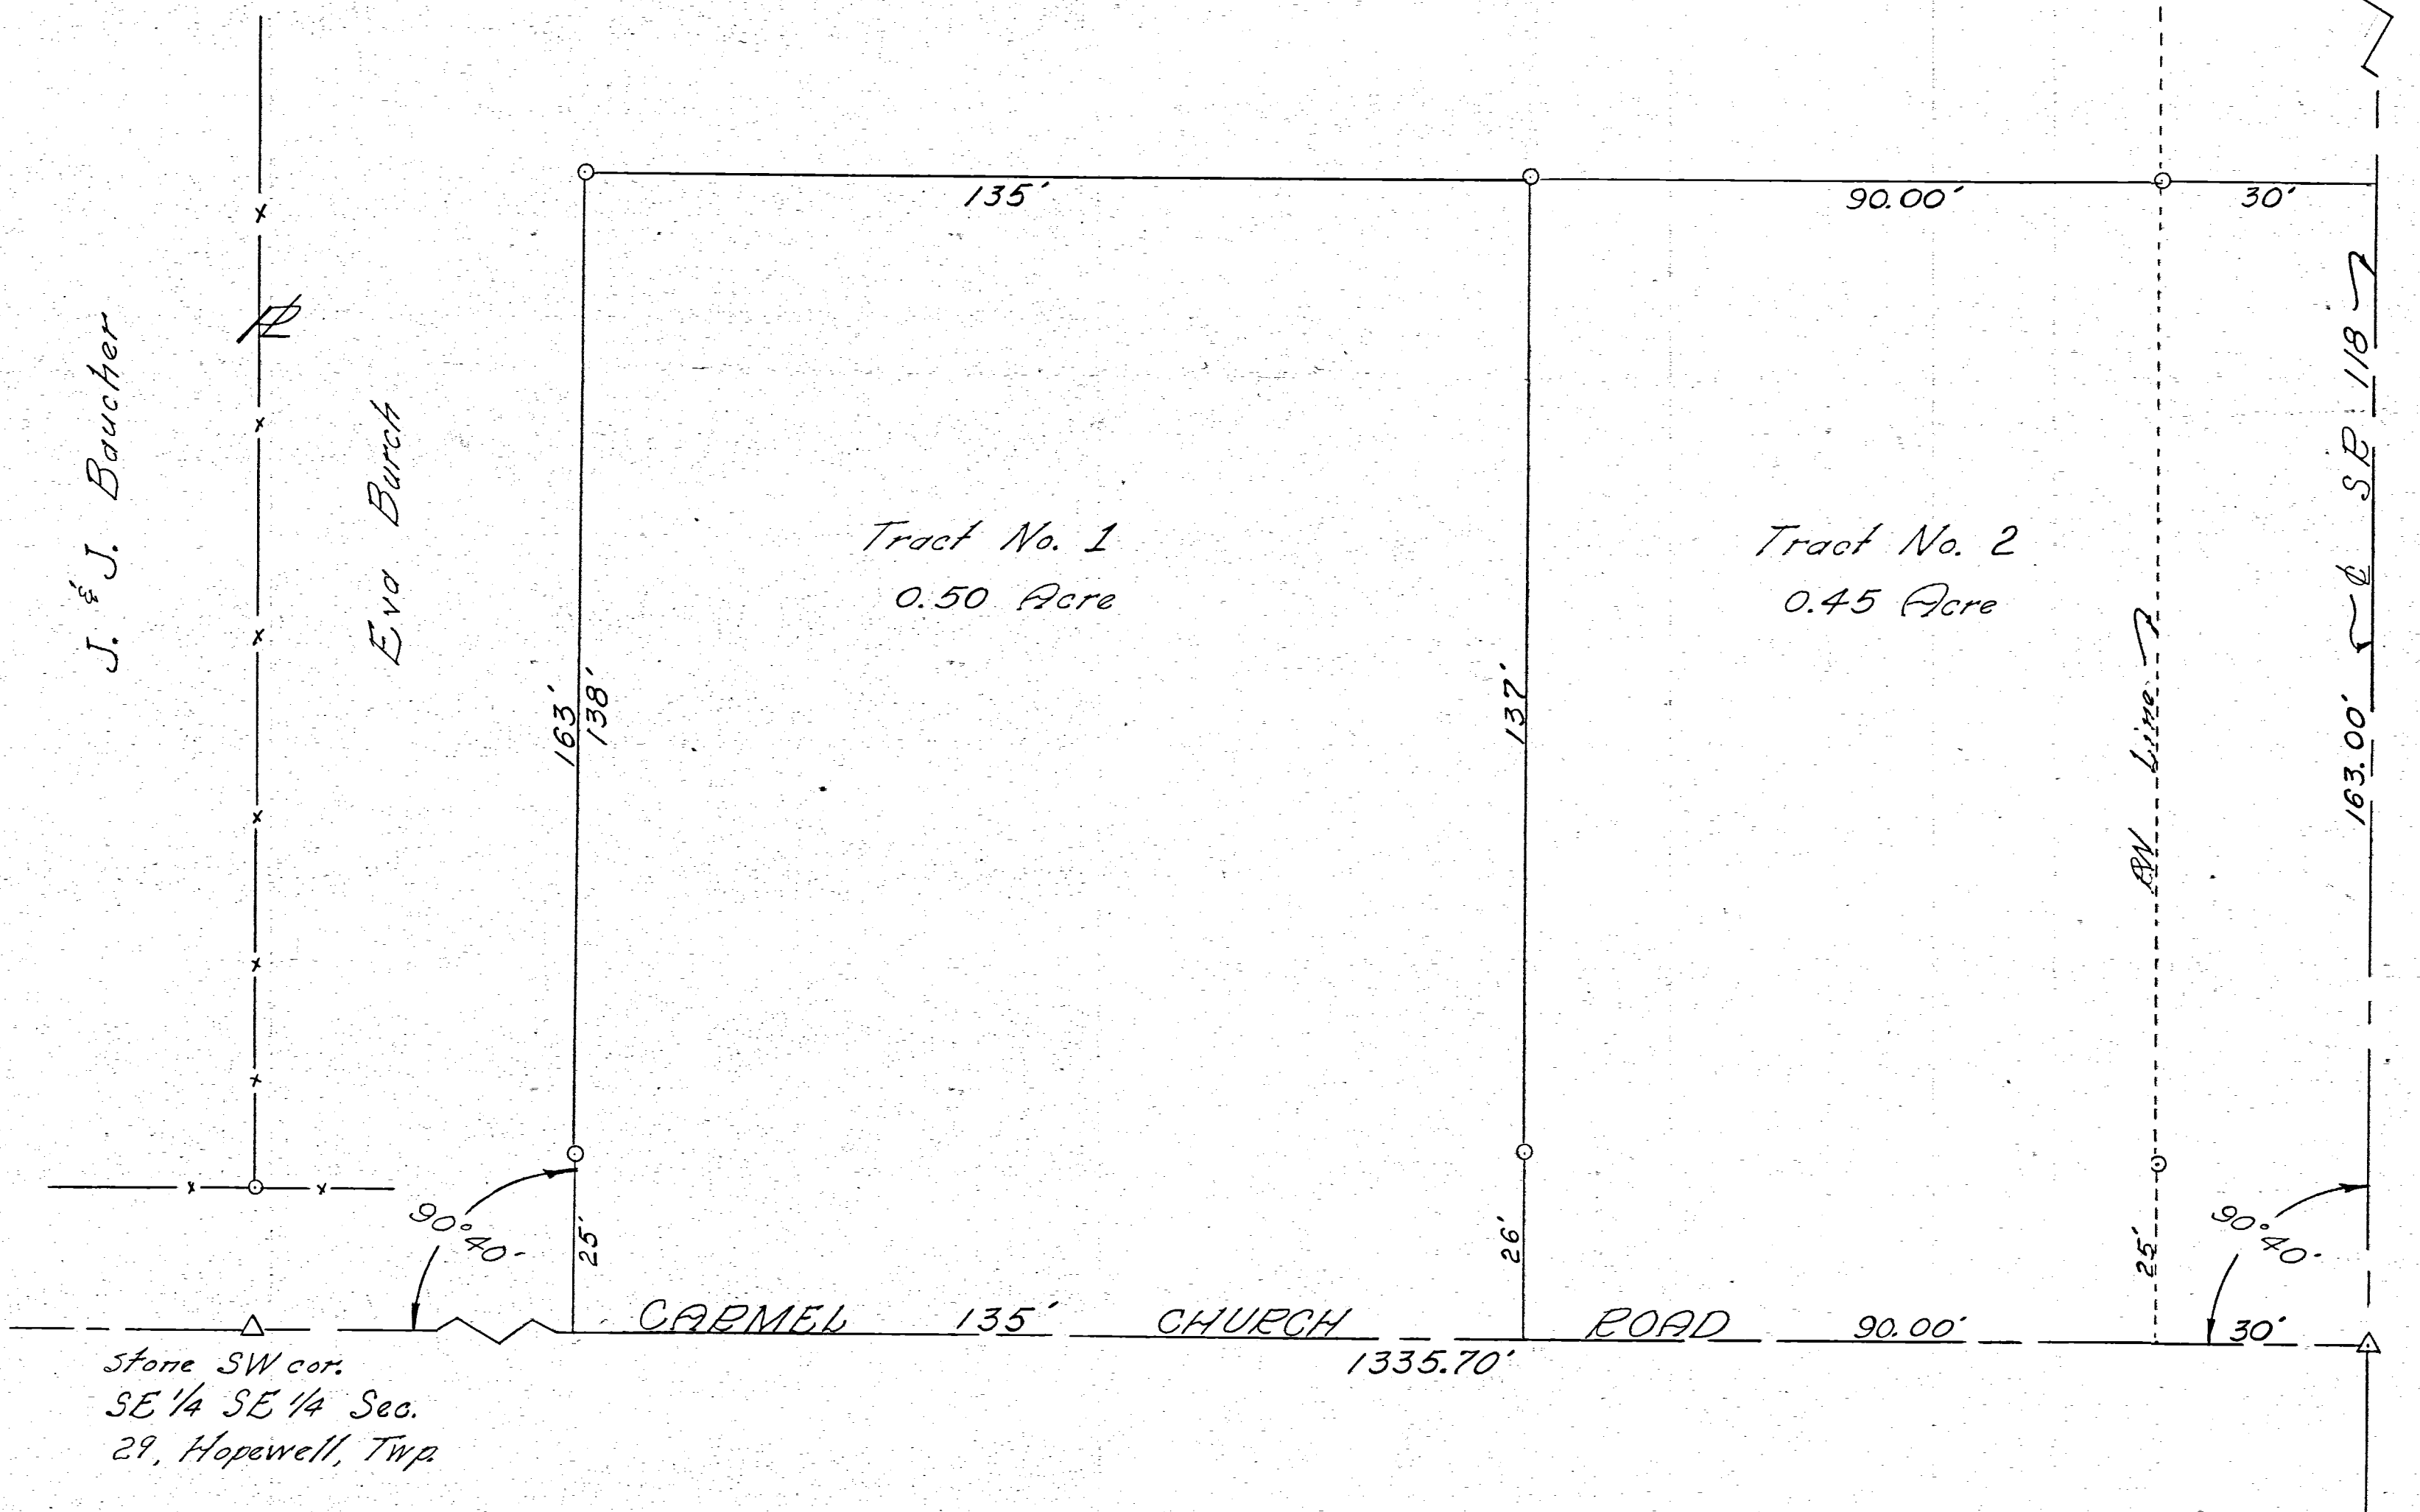 135'
90.00'
30'
J. & J. Baucher
PL
Eva Burch
163'
138'
Tract No. 1
0.50 Acre
137'
Tract No. 2
0.45 Acre
R/W Line
163.00' ℄ SR 118
90° 40'
25'
26'
25'
90° 40'
CARMEL 135' CHURCH ROAD 90.00' 30'
1335.70'
stone SW cor.
SE 1/4 SE 1/4 Sec.
29, Hopewell, Twp.